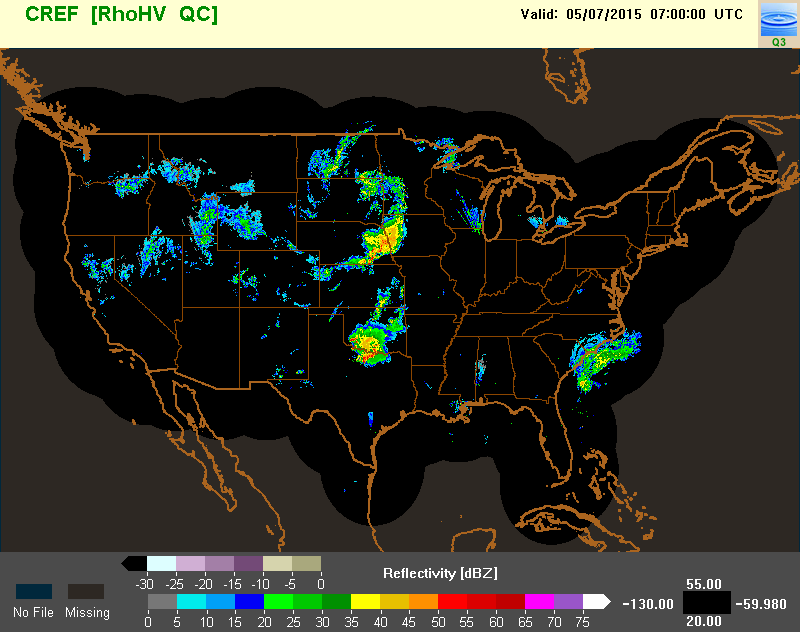 CREF [RhoHV QC]
Valid: 05/07/2015 07:00:00 UTC
Q3
Reflectivity [dBZ]
-30 -25 -20 -15 -10 -5 0
No File
Missing
0 5 10 15 20 25 30 35 40 45 50 55 60 65 70 75
55.00
-130.00
-59.980
20.00